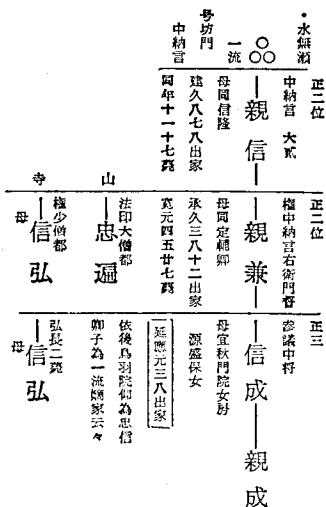 正二位
中納言 大貳
○○○
親信
母同信隆
建久八七八出家
同年十一十七薨
・水無瀬
一流
号坊門
中納言
正二位
権中納言右衛門督
親兼
母同定輔卿
承久三八十二出家
寛元四五廿七薨
法印大僧都
山 忠遍
権少僧都
寺 信弘
母
正三
参議中将
信成 親成
母宜秋門院女房
源盛保女
延應元三八出家
依後鳥羽院仰為忠信
卿子為一流嫡家云々
弘長二薨
信弘
母